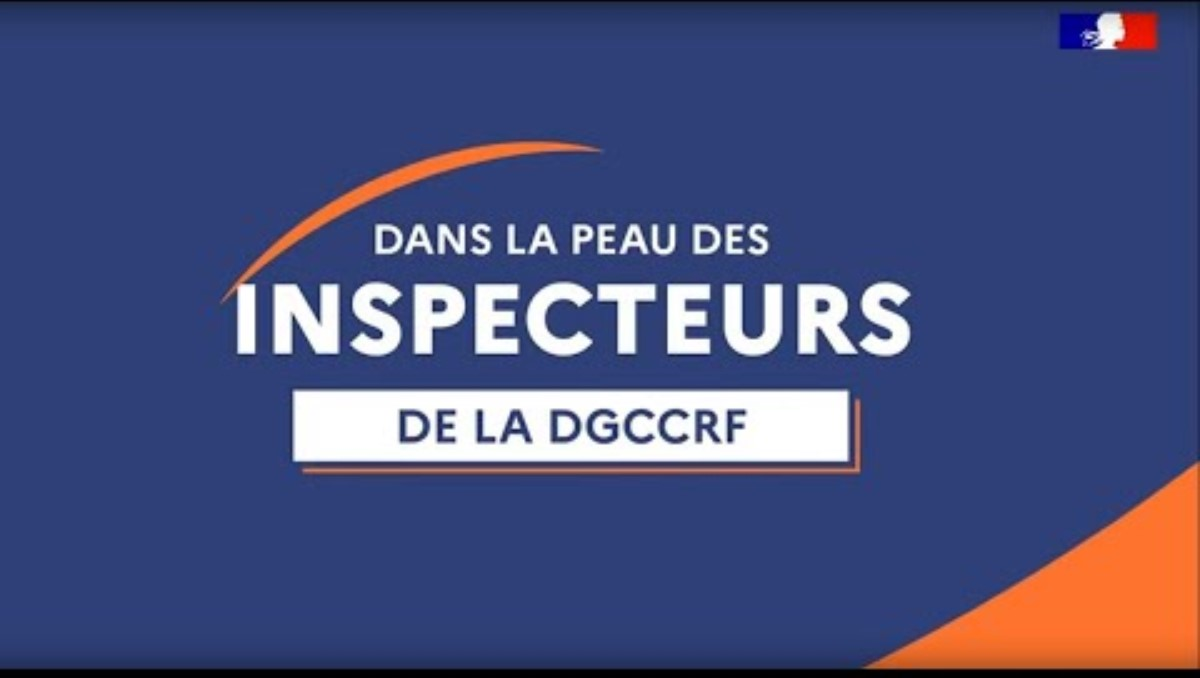 DANS LA PEAU DES
INSPECTEURS
DE LA DGCCRF